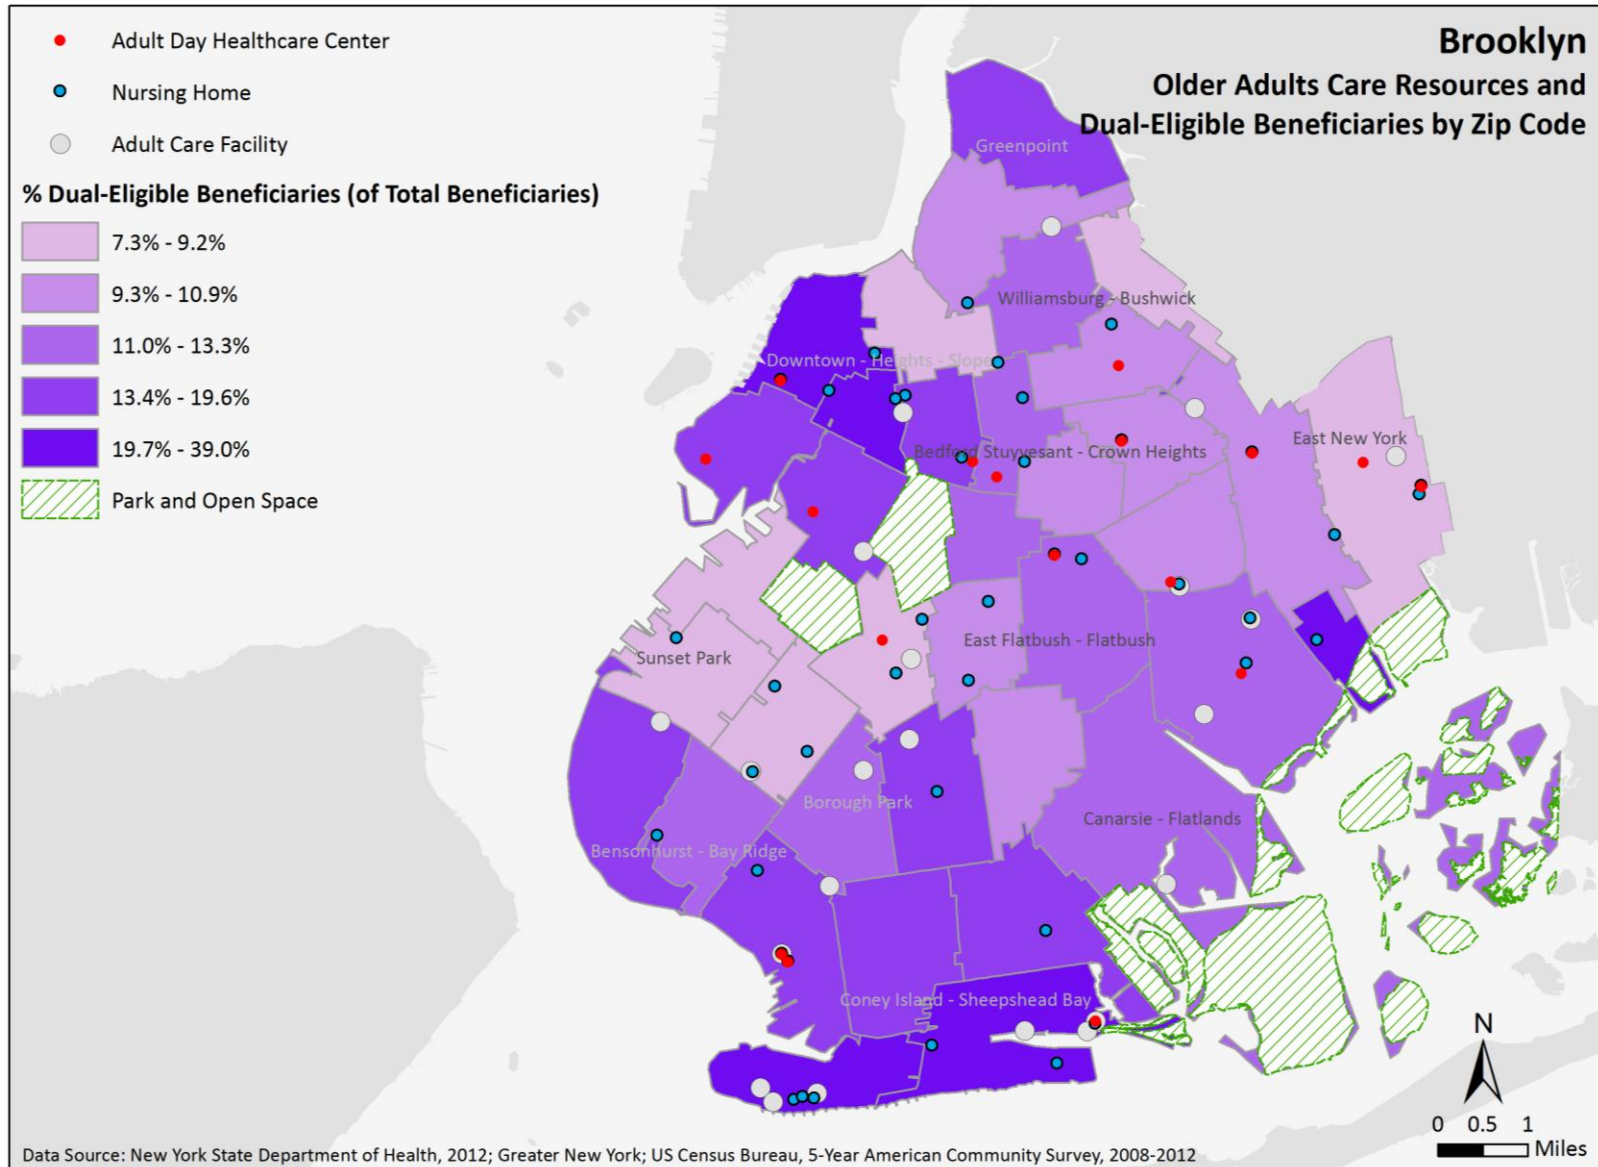 Brooklyn
Older Adults Care Resources and
Dual-Eligible Beneficiaries by Zip Code
Adult Day Healthcare Center
Nursing Home
Adult Care Facility
% Dual-Eligible Beneficiaries (of Total Beneficiaries)
7.3% - 9.2%
9.3% - 10.9%
11.0% - 13.3%
13.4% - 19.6%
19.7% - 39.0%
Park and Open Space
Greenpoint
Williamsburg - Bushwick
Downtown - Heights - Slope
East New York
Bedford Stuyvesant - Crown Heights
East Flatbush - Flatbush
Sunset Park
Borough Park
Canarsie - Flatlands
Bensonhurst - Bay Ridge
Coney Island - Sheepshead Bay
N
0 0.5 1
Miles
Data Source: New York State Department of Health, 2012; Greater New York; US Census Bureau, 5-Year American Community Survey, 2008-2012